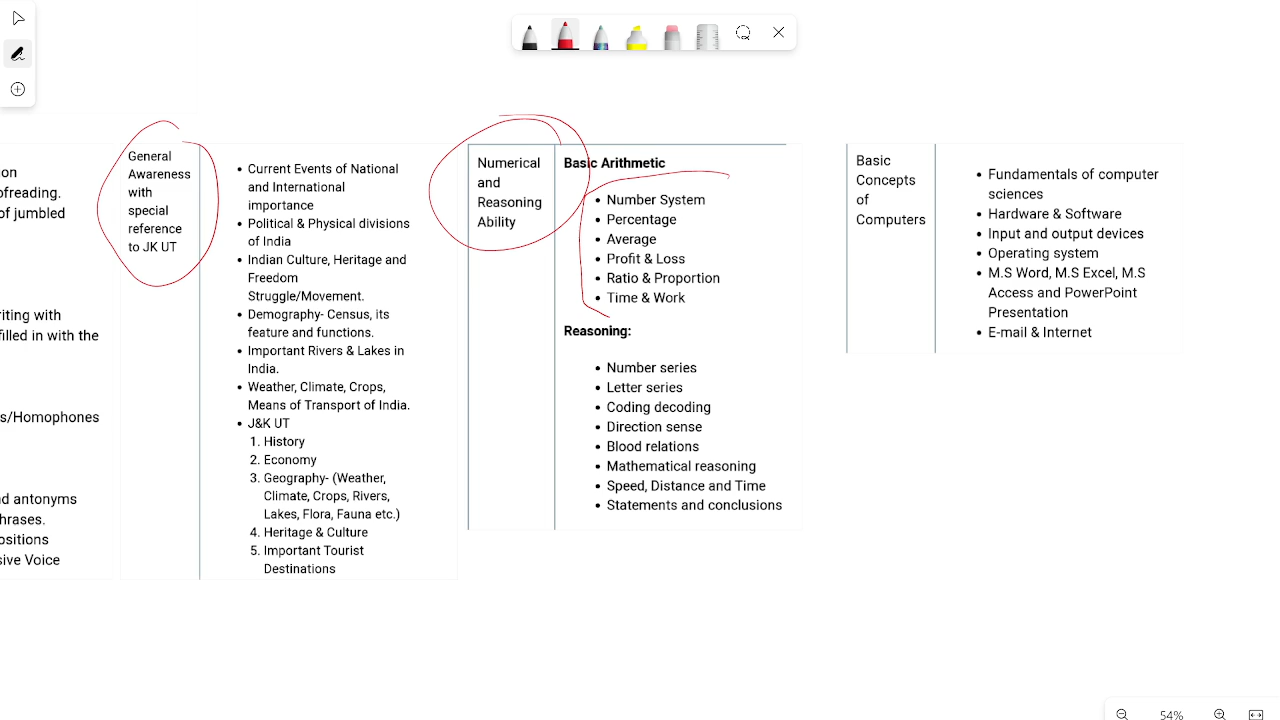 on
ofreading.
of jumbled
riting with
filled in with the
s/Homophones
d antonyms
hrases.
ositions
sive Voice
General
Awareness
with
special
reference
to JK UT
• Current Events of National
and International
importance
• Political & Physical divisions
of India
• Indian Culture, Heritage and
Freedom
Struggle/Movement.
• Demography- Census, its
feature and functions.
• Important Rivers & Lakes in
India.
• Weather, Climate, Crops,
Means of Transport of India.
• J&K UT
1. History
2. Economy
3. Geography- (Weather,
Climate, Crops, Rivers,
Lakes, Flora, Fauna etc.)
4. Heritage & Culture
5. Important Tourist
Destinations
Numerical
and
Reasoning
Ability
Basic Arithmetic
• Number System
• Percentage
• Average
• Profit & Loss
• Ratio & Proportion
• Time & Work
Reasoning:
• Number series
• Letter series
• Coding decoding
• Direction sense
• Blood relations
• Mathematical reasoning
• Speed, Distance and Time
• Statements and conclusions
Basic
Concepts
of
Computers
• Fundamentals of computer
sciences
• Hardware & Software
• Input and output devices
• Operating system
• M.S Word, M.S Excel, M.S
Access and PowerPoint
Presentation
• E-mail & Internet
54%